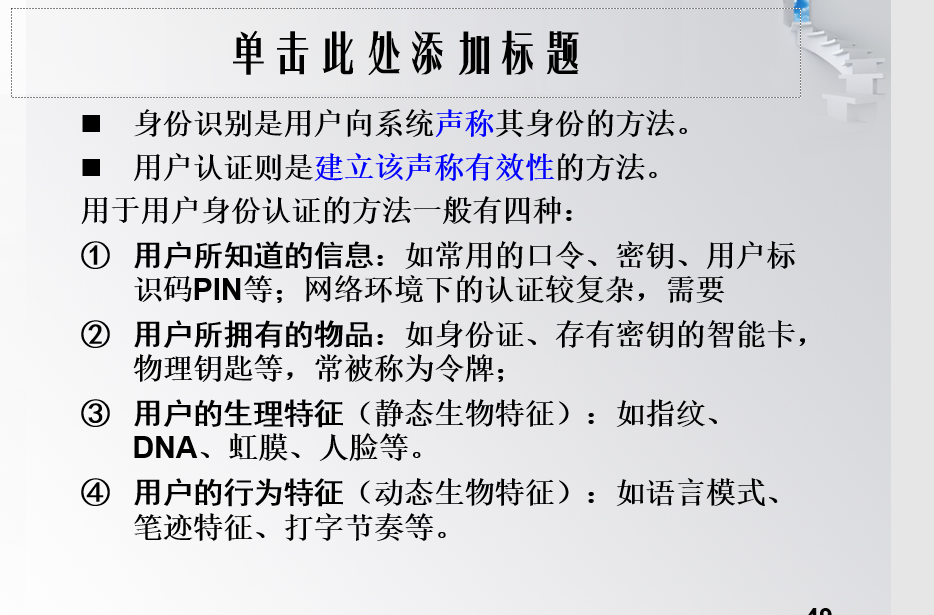 单击此处添加标题
■ 身份识别是用户向系统声称其身份的方法。
■ 用户认证则是建立该声称有效性的方法。
用于用户身份认证的方法一般有四种：
① 用户所知道的信息：如常用的口令、密钥、用户标
识码PIN等；网络环境下的认证较复杂，需要
② 用户所拥有的物品：如身份证、存有密钥的智能卡，
物理钥匙等，常被称为令牌；
③ 用户的生理特征（静态生物特征）：如指纹、
DNA、虹膜、人脸等。
④ 用户的行为特征（动态生物特征）：如语言模式、
笔迹特征、打字节奏等。